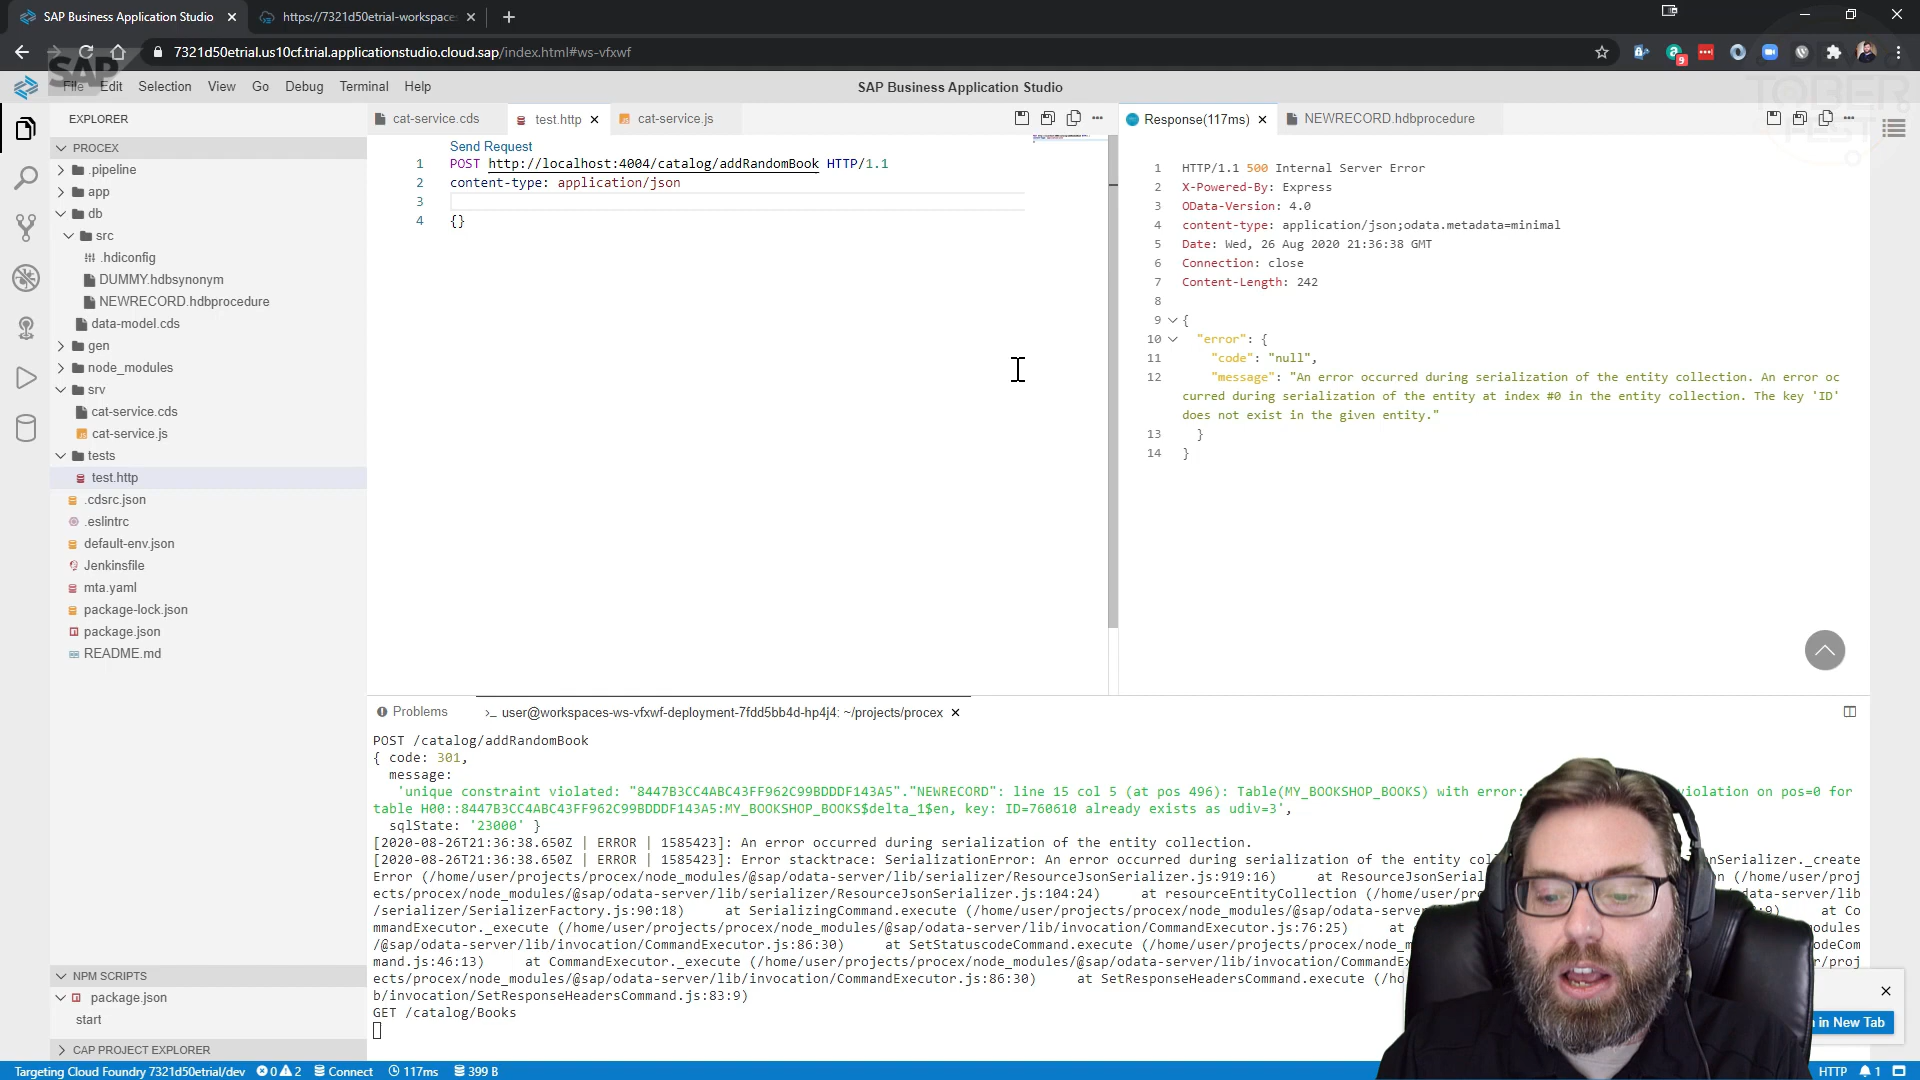 SAP Business Application Studio
https://7321d50etrial-workspaces
7321d50etrial.us10cf.trial.applicationstudio.cloud.sap/index.html#ws-vfxwf
SAP
File Edit Selection View Go Debug Terminal Help
SAP Business Application Studio
TOBER
FEST
EXPLORER
PROCEX
.pipeline
app
db
src
.hdiconfig
DUMMY.hdbsynonym
NEWRECORD.hdbprocedure
data-model.cds
gen
node_modules
srv
cat-service.cds
cat-service.js
tests
test.http
.cdsrc.json
.eslintrc
default-env.json
Jenkinsfile
mta.yaml
package-lock.json
package.json
README.md
NPM SCRIPTS
package.json
start
CAP PROJECT EXPLORER
cat-service.cds test.http cat-service.js
Send Request
1 POST http://localhost:4004/catalog/addRandomBook HTTP/1.1
2 content-type: application/json
3
4 {}
Response(117ms) NEWRECORD.hdbprocedure
1 HTTP/1.1 500 Internal Server Error
2 X-Powered-By: Express
3 OData-Version: 4.0
4 content-type: application/json;odata.metadata=minimal
5 Date: Wed, 26 Aug 2020 21:36:38 GMT
6 Connection: close
7 Content-Length: 242
8
9 {
10 "error": {
11 "code": "null",
12 "message": "An error occurred during serialization of the entity collection. An error oc
curred during serialization of the entity at index #0 in the entity collection. The key 'ID'
does not exist in the given entity."
13 }
14 }
Problems >_ user@workspaces-ws-vfxwf-deployment-7fdd5bb4d-hp4j4: ~/projects/procex
POST /catalog/addRandomBook
{ code: 301,
message:
'unique constraint violated: "8447B3CC4ABC43FF962C99BDDDF143A5"."NEWRECORD": line 15 col 5 (at pos 496): Table(MY_BOOKSHOP_BOOKS) with error: violation on pos=0 for
table H00::8447B3CC4ABC43FF962C99BDDDF143A5:MY_BOOKSHOP_BOOKS$delta_1$en, key: ID=760610 already exists as udiv=3',
sqlState: '23000' }
[2020-08-26T21:36:38.650Z | ERROR | 1585423]: An error occurred during serialization of the entity collection.
[2020-08-26T21:36:38.650Z | ERROR | 1585423]: Error stacktrace: SerializationError: An error occurred during serialization of the entity onSerializer._create
Error (/home/user/projects/procex/node_modules/@sap/odata-server/lib/serializer/ResourceJsonSerializer.js:919:16) at (/home/user/proj
ects/procex/node_modules/@sap/odata-server/lib/serializer/ResourceJsonSerializer.js:104:24) at resourceEntityCollection data-server/lib
/serializer/SerializerFactory.js:90:18) at SerializingCommand.execute (/home/user/projects/procex/node_modules/@sap/odata-server/ at Co
mmandExecutor._execute (/home/user/projects/procex/node_modules/@sap/odata-server/lib/invocation/CommandExecutor.js:76:25) modules
/@sap/odata-server/lib/invocation/CommandExecutor.js:86:30) at SetStatuscodeCommand.execute (/home/user/projects/procex/node_m odeCom
mand.js:46:13) at CommandExecutor._execute (/home/user/projects/procex/node_modules/@sap/odata-server/lib/invocation/ /proj
ects/procex/node_modules/@sap/odata-server/lib/invocation/CommandExecutor.js:86:30) at SetResponseHeadersCommand.execute
b/invocation/SetResponseHeadersCommand.js:83:9)
GET /catalog/Books
in New Tab
Targeting Cloud Foundry 7321d50etrial/dev 0 2 Connect 117ms 399 B HTTP 1